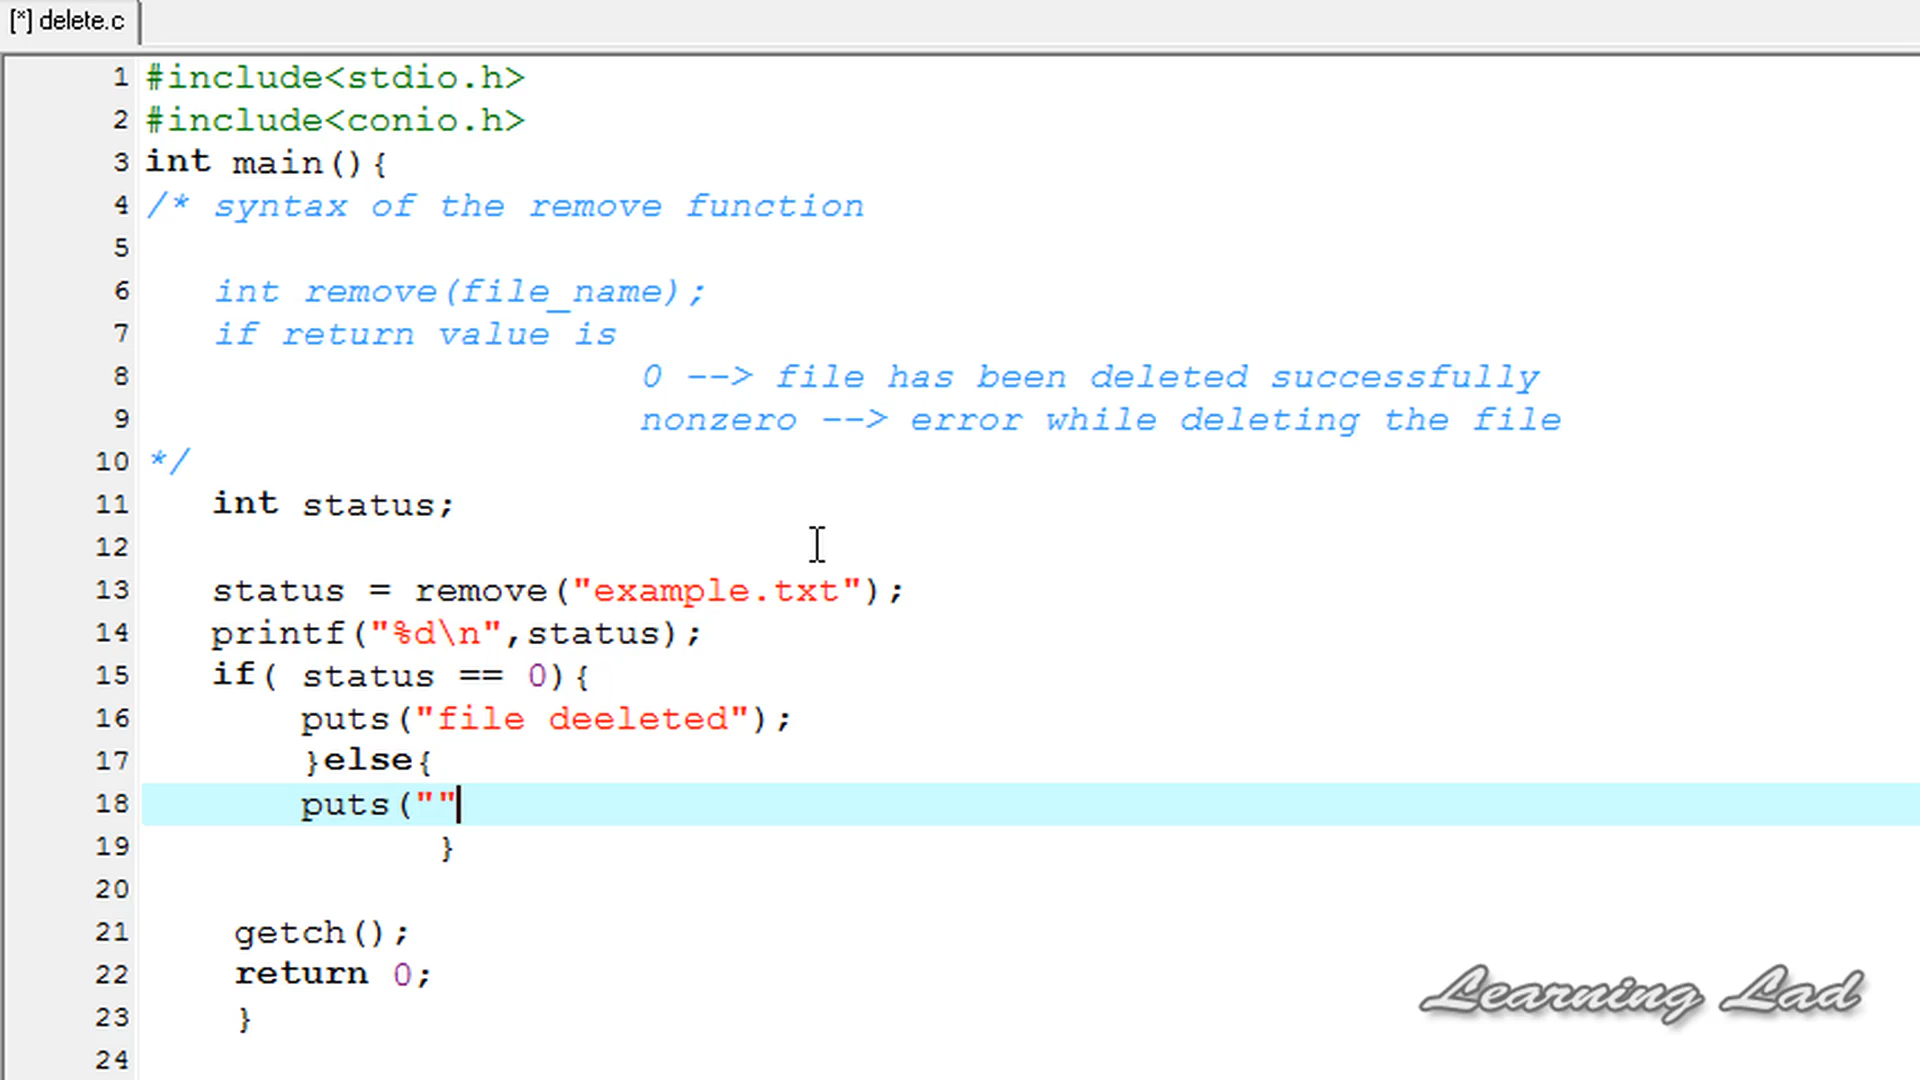 [*] delete.c
1 #include<stdio.h>
2 #include<conio.h>
3 int main(){
4 /* syntax of the remove function
5
6 int remove(file_name);
7 if return value is
8 0 --> file has been deleted successfully
9 nonzero --> error while deleting the file
10 */
11 int status;
12
13 status = remove("example.txt");
14 printf("%d\n",status);
15 if( status == 0){
16 puts("file deeleted");
17 }else{
18 puts(""
19 }
20
21 getch();
22 return 0;
23 }
24
Learning Lad